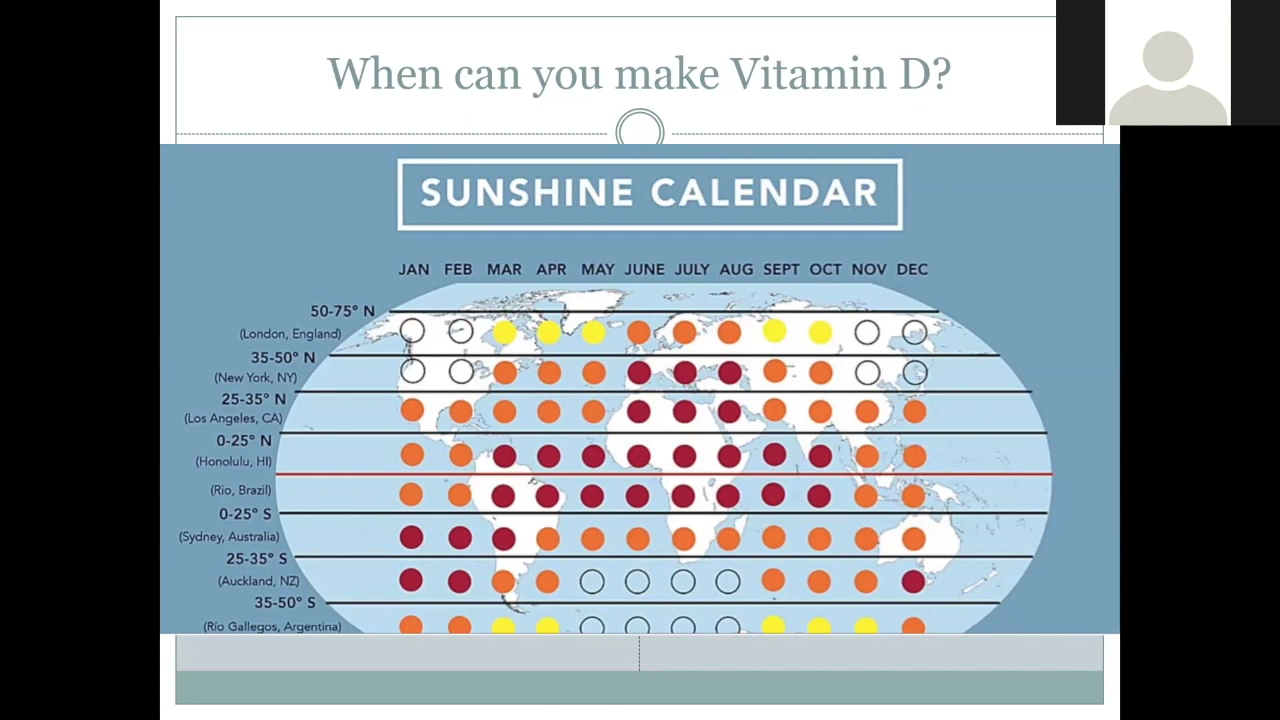 When can you make Vitamin D?
SUNSHINE CALENDAR
JAN FEB MAR APR MAY JUNE JULY AUG SEPT OCT NOV DEC
50-75° N
(London, England)
35-50° N
(New York, NY)
25-35° N
(Los Angeles, CA)
0-25° N
(Honolulu, HI)
(Rio, Brazil)
0-25° S
(Sydney, Australia)
25-35° S
(Auckland, NZ)
35-50° S
(Río Gallegos, Argentina)